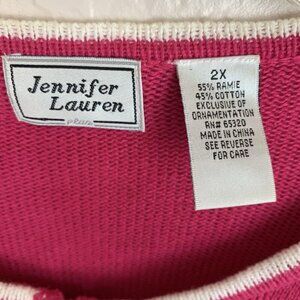 Jennifer
Lauren
plus
2X
55% RAMIE
45% COTTON
EXCLUSIVE OF
ORNAMENTATION
RN# 65320
MADE IN CHINA
SEE REVERSE
FOR CARE